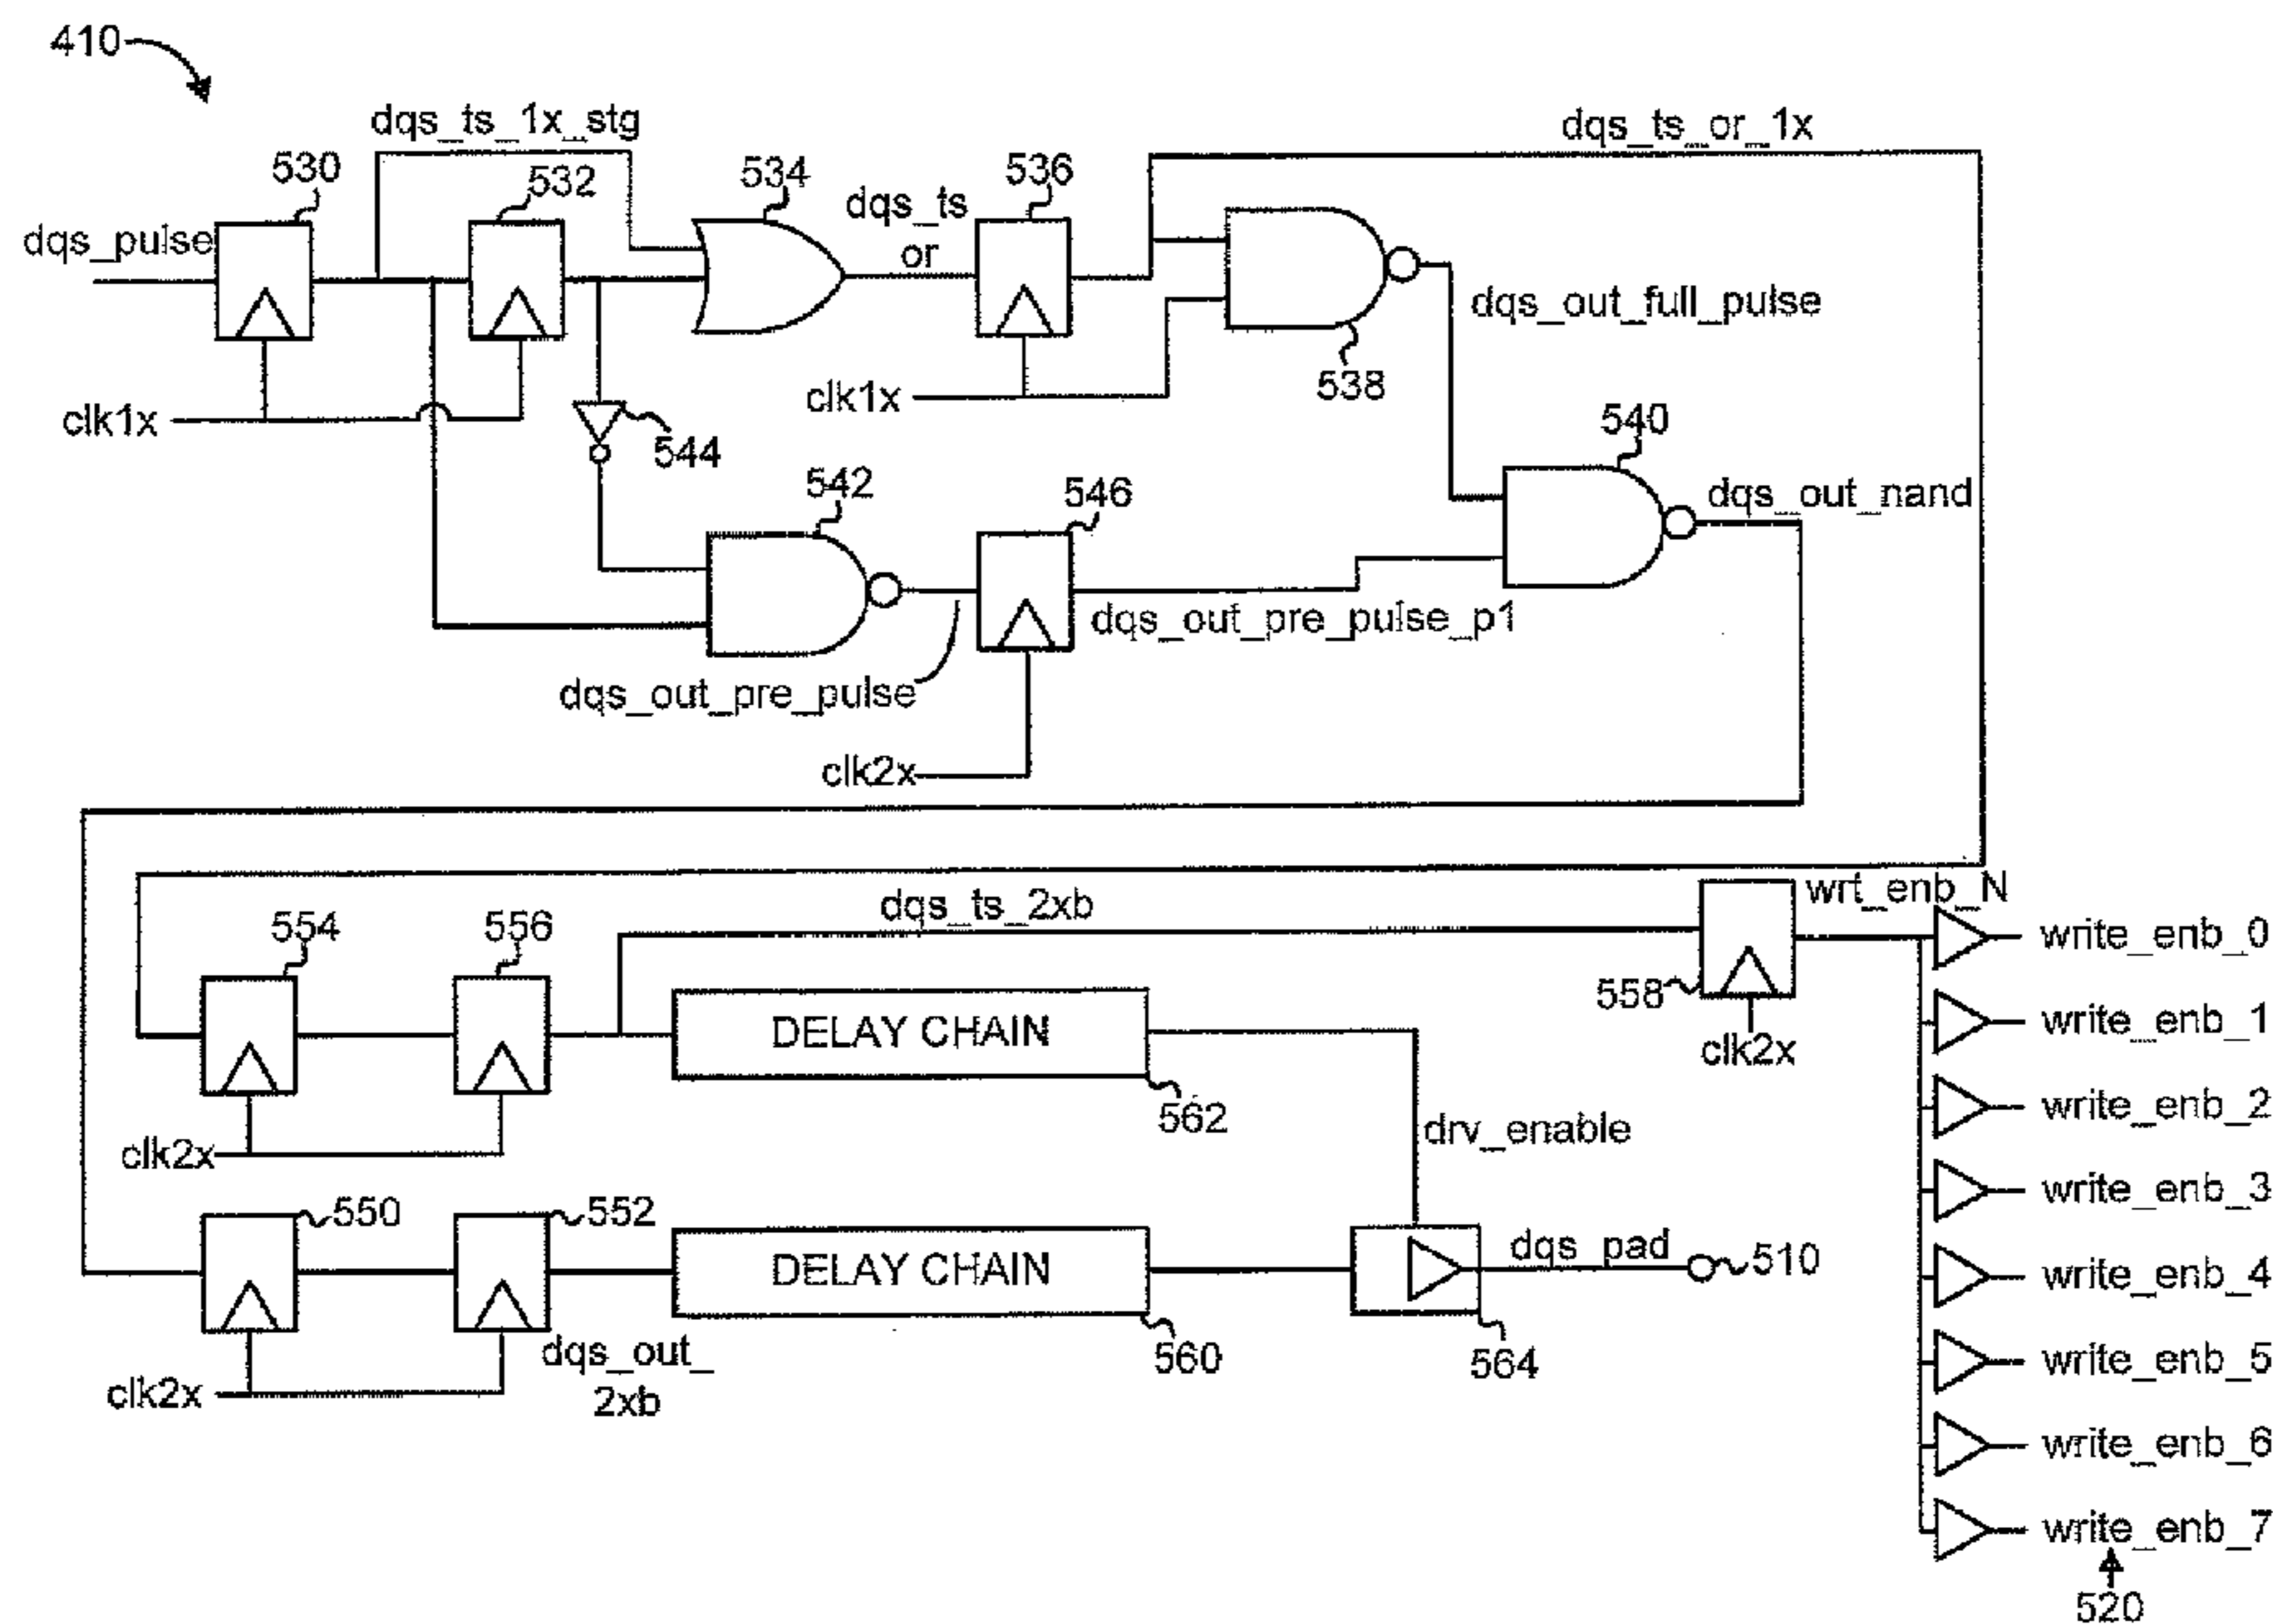 410
dqs_ts_1x_stg
dqs_ts_or_1x
530
532
534
536
dqs_pulse
dqs_ts
or
dqs_out_full_pulse
538
clk1x
clk1x
544
540
542
546
dqs_out_nand
dqs_out_pre_pulse_p1
dqs_out_pre_pulse
clk2x
wrt_enb_N
dqs_ts_2xb
554
556
write_enb_0
558
DELAY CHAIN
write_enb_1
clk2x
562
write_enb_2
drv_enable
clk2x
write_enb_3
550
552
dqs_pad
510
DELAY CHAIN
write_enb_4
dqs_out_
2xb
560
564
write_enb_5
clk2x
write_enb_6
write_enb_7
520